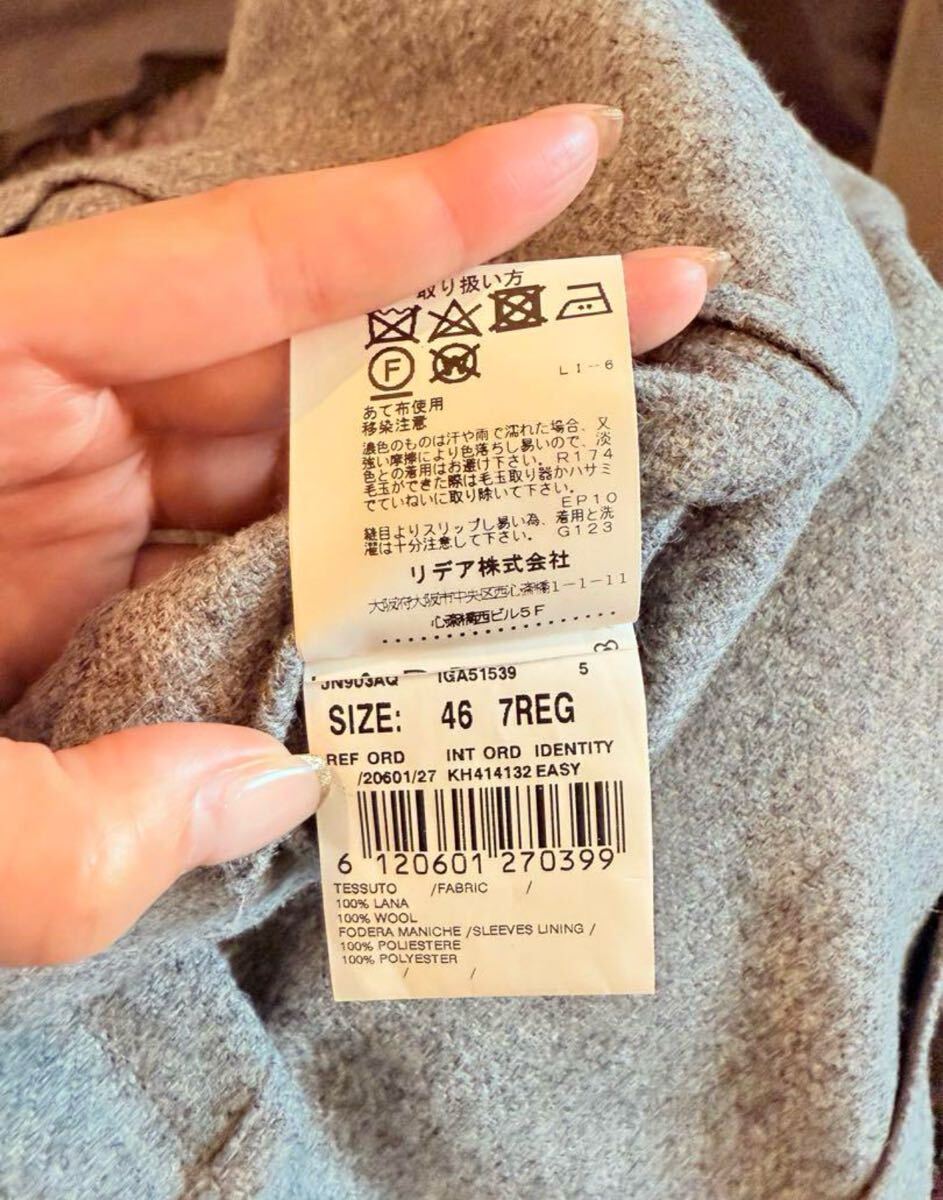 取り扱い方
F
W
LI-6
あて布使用
移染注意
濃色のものは汗や雨で濡れた場合、又
強い摩擦により色落ちし易いので、淡
色との着用はお避け下さい。R174
毛玉ができた際は毛玉取り器かハサミ
でていねいに取り除いて下さい。
EP10
縫目よりスリップし易い為、着用と洗
濯は十分注意して下さい。 G123
リデア株式会社
大阪府大阪市中央区西心斎橋1-1-11
心斎橋西ビル5F
JN903AQ IGA51539 5
SIZE: 46 7REG
REF ORD INT ORD IDENTITY
/20601/27 KH414132 EASY
6 120601 270399
TESSUTO /FABRIC /
100% LANA
100% WOOL
FODERA MANICHE /SLEEVES LINING /
100% POLIESTERE
100% POLYESTER
/ /